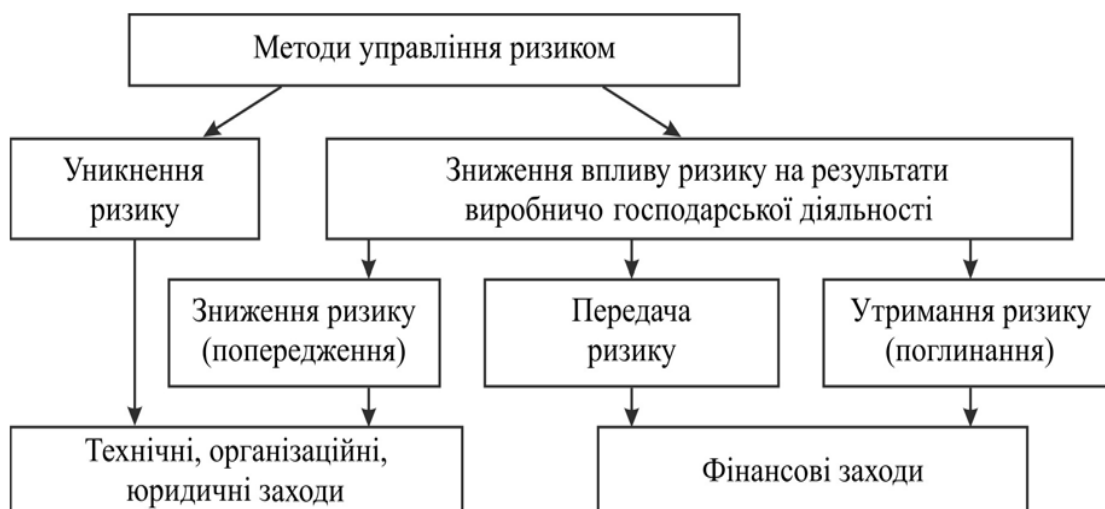 Методи управління ризиком
Уникнення
ризику
Зниження впливу ризику на результати
виробничо господарської діяльності
Зниження ризику
(попередження)
Передача
ризику
Утримання ризику
(поглинання)
Технічні, організаційні,
юридичні заходи
Фінансові заходи